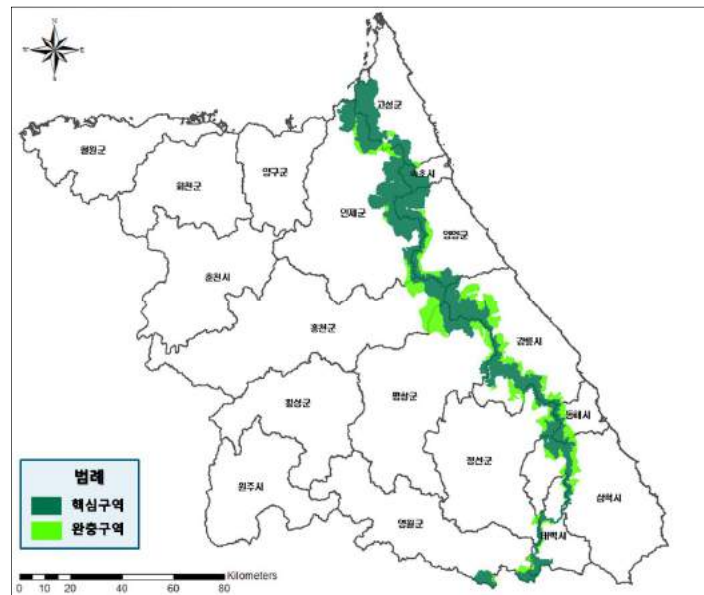 고성군
속초시
철원군
화천군
양구군
인제군
양양군
춘천시
홍천군
강릉시
횡성군
평창군
동해시
정선군
원주시
삼척시
영월군
태백시
범례
핵심구역
완충구역
Kilometers
0 10 20 40 60 80